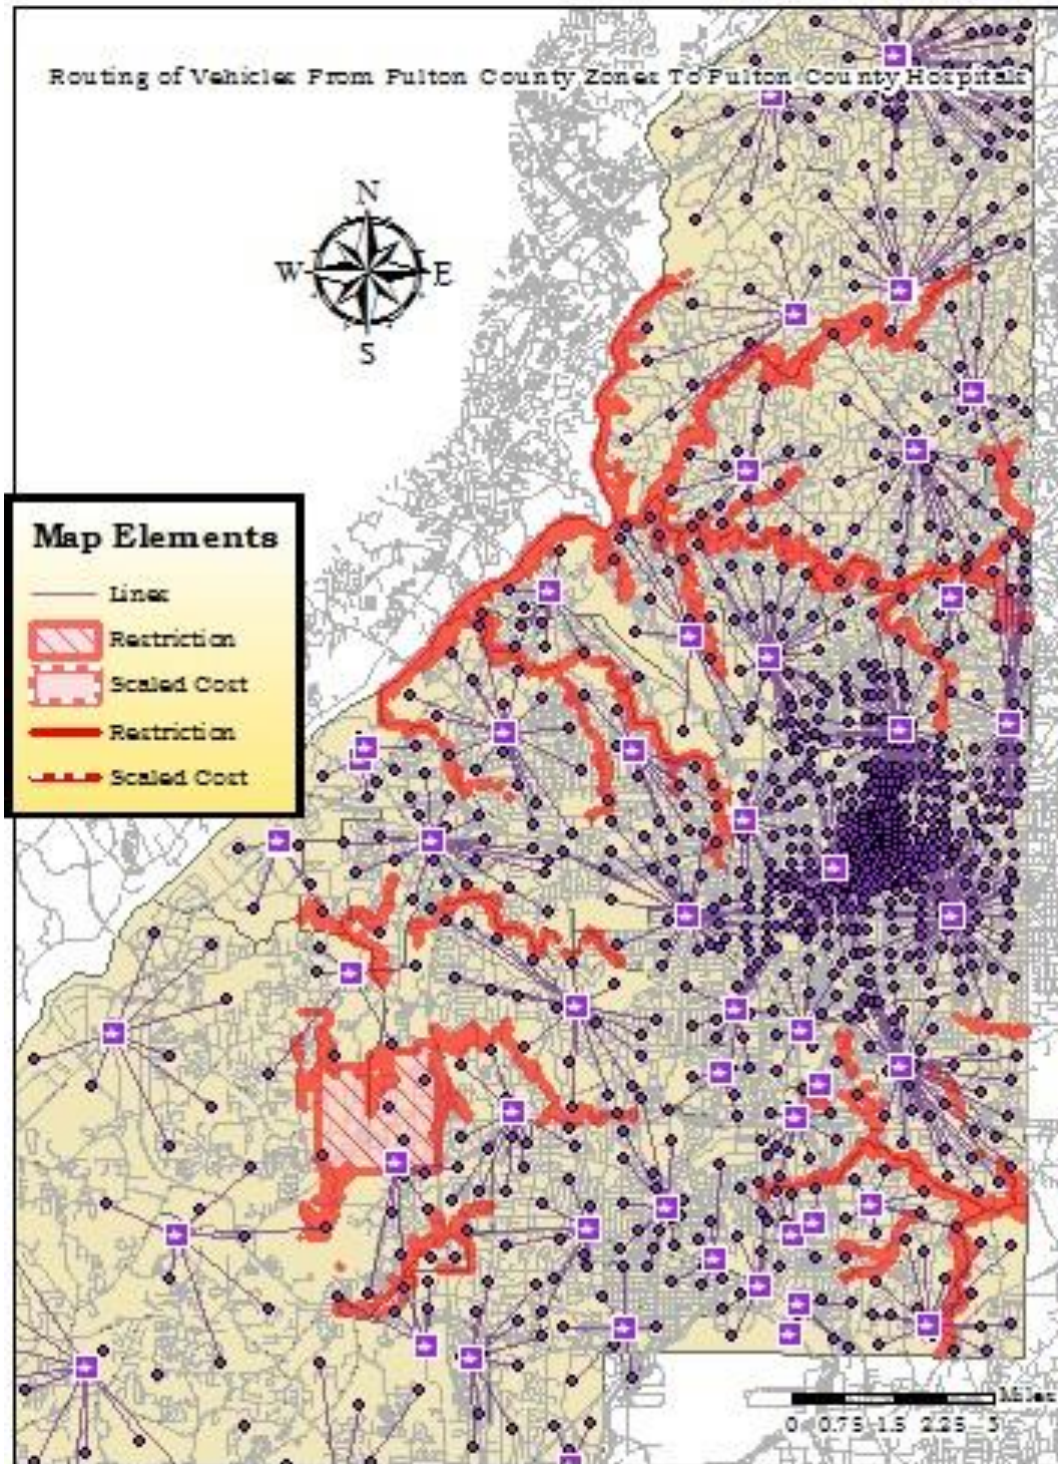 Routing of Vehicles From Fulton County Zones To Fulton County Hospitals
N
W
E
S
Map Elements
Lines
Restriction
Scaled Cost
Restriction
Scaled Cost
Miles
0 0.75 1.5 2.25 3